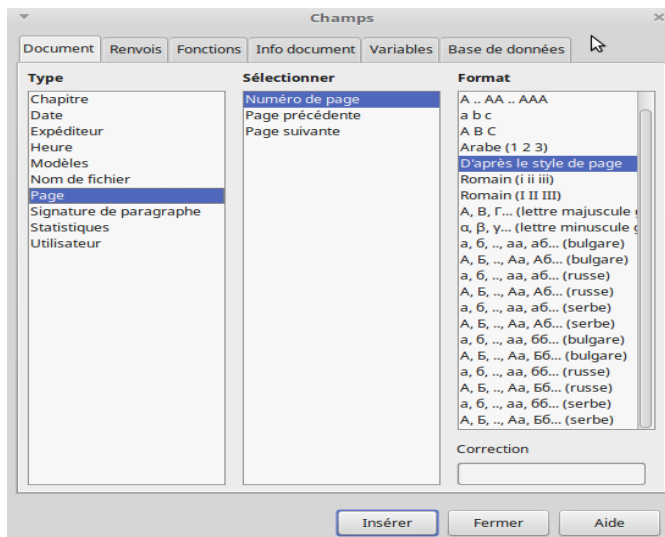 Champs
Document Renvois Fonctions Info document Variables Base de données
Type
Chapitre
Date
Expéditeur
Heure
Modèles
Nom de fichier
Page
Signature de paragraphe
Statistiques
Utilisateur
Sélectionner
Numéro de page
Page précédente
Page suivante
Format
A .. AA .. AAA
a b c
A B C
Arabe (1 2 3)
D'après le style de page
Romain (i ii iii)
Romain (I II III)
Α, Β, Γ... (lettre majuscule
α, β, γ... (lettre minuscule
а, б, .., аа, аб... (bulgare)
А, Б, .., Аа, Аб... (bulgare)
а, б, .., аа, аб... (russe)
А, Б, .., Аа, Аб... (russe)
а, б, .., аа, аб... (serbe)
А, Б, .., Аа, Аб... (serbe)
а, б, .., аа, бб... (bulgare)
А, Б, .., Аа, Бб... (bulgare)
а, б, .., аа, бб... (russe)
А, Б, .., Аа, Бб... (russe)
а, б, .., аа, бб... (serbe)
А, Б, .., Аа, Бб... (serbe)
Correction
Insérer Fermer Aide